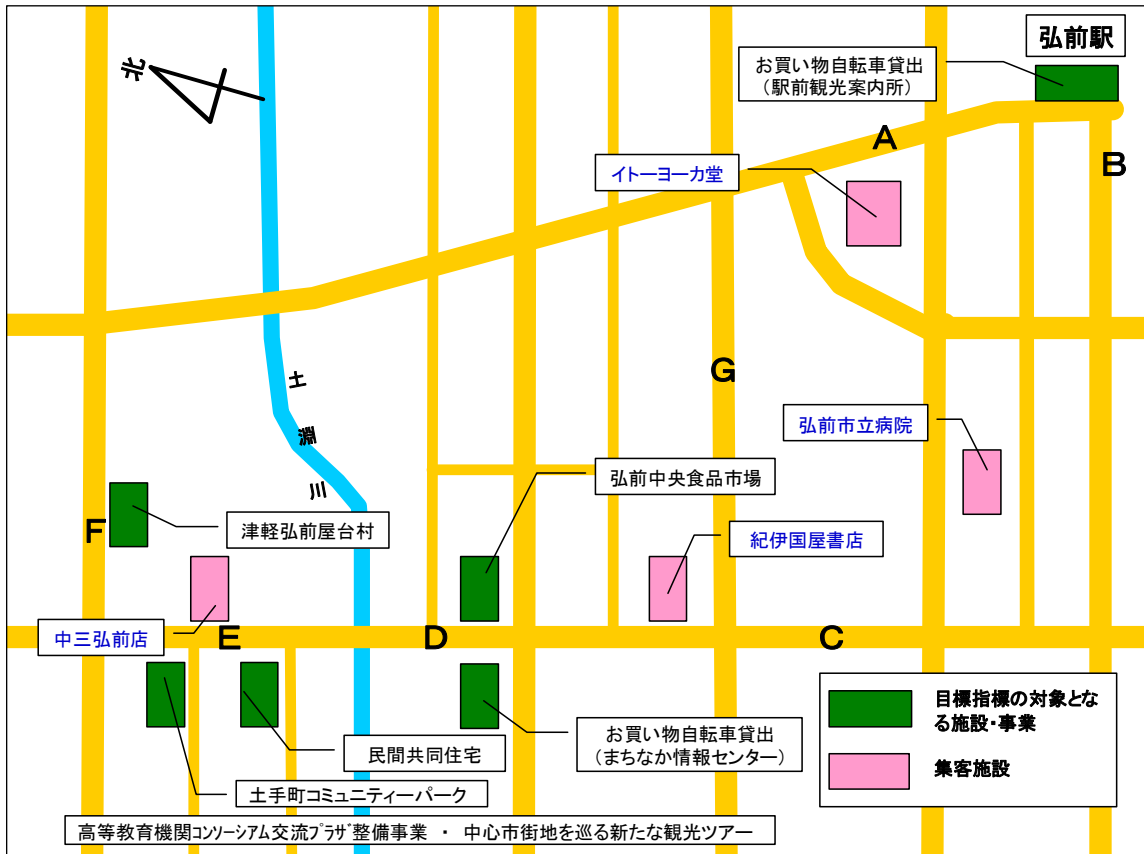 弘前駅
お買い物自転車貸出
(駅前観光案内所)
北
A
B
イトーヨーカ堂
G
土
淵
川
弘前市立病院
弘前中央食品市場
津軽弘前屋台村
F
紀伊国屋書店
中三弘前店
E
D
C
目標指標の対象とな
る施設・事業
集客施設
お買い物自転車貸出
(まちなか情報センター)
民間共同住宅
土手町コミュニティーパーク
高等教育機関コンソーシアム交流プラザ整備事業 ・ 中心市街地を巡る新たな観光ツアー